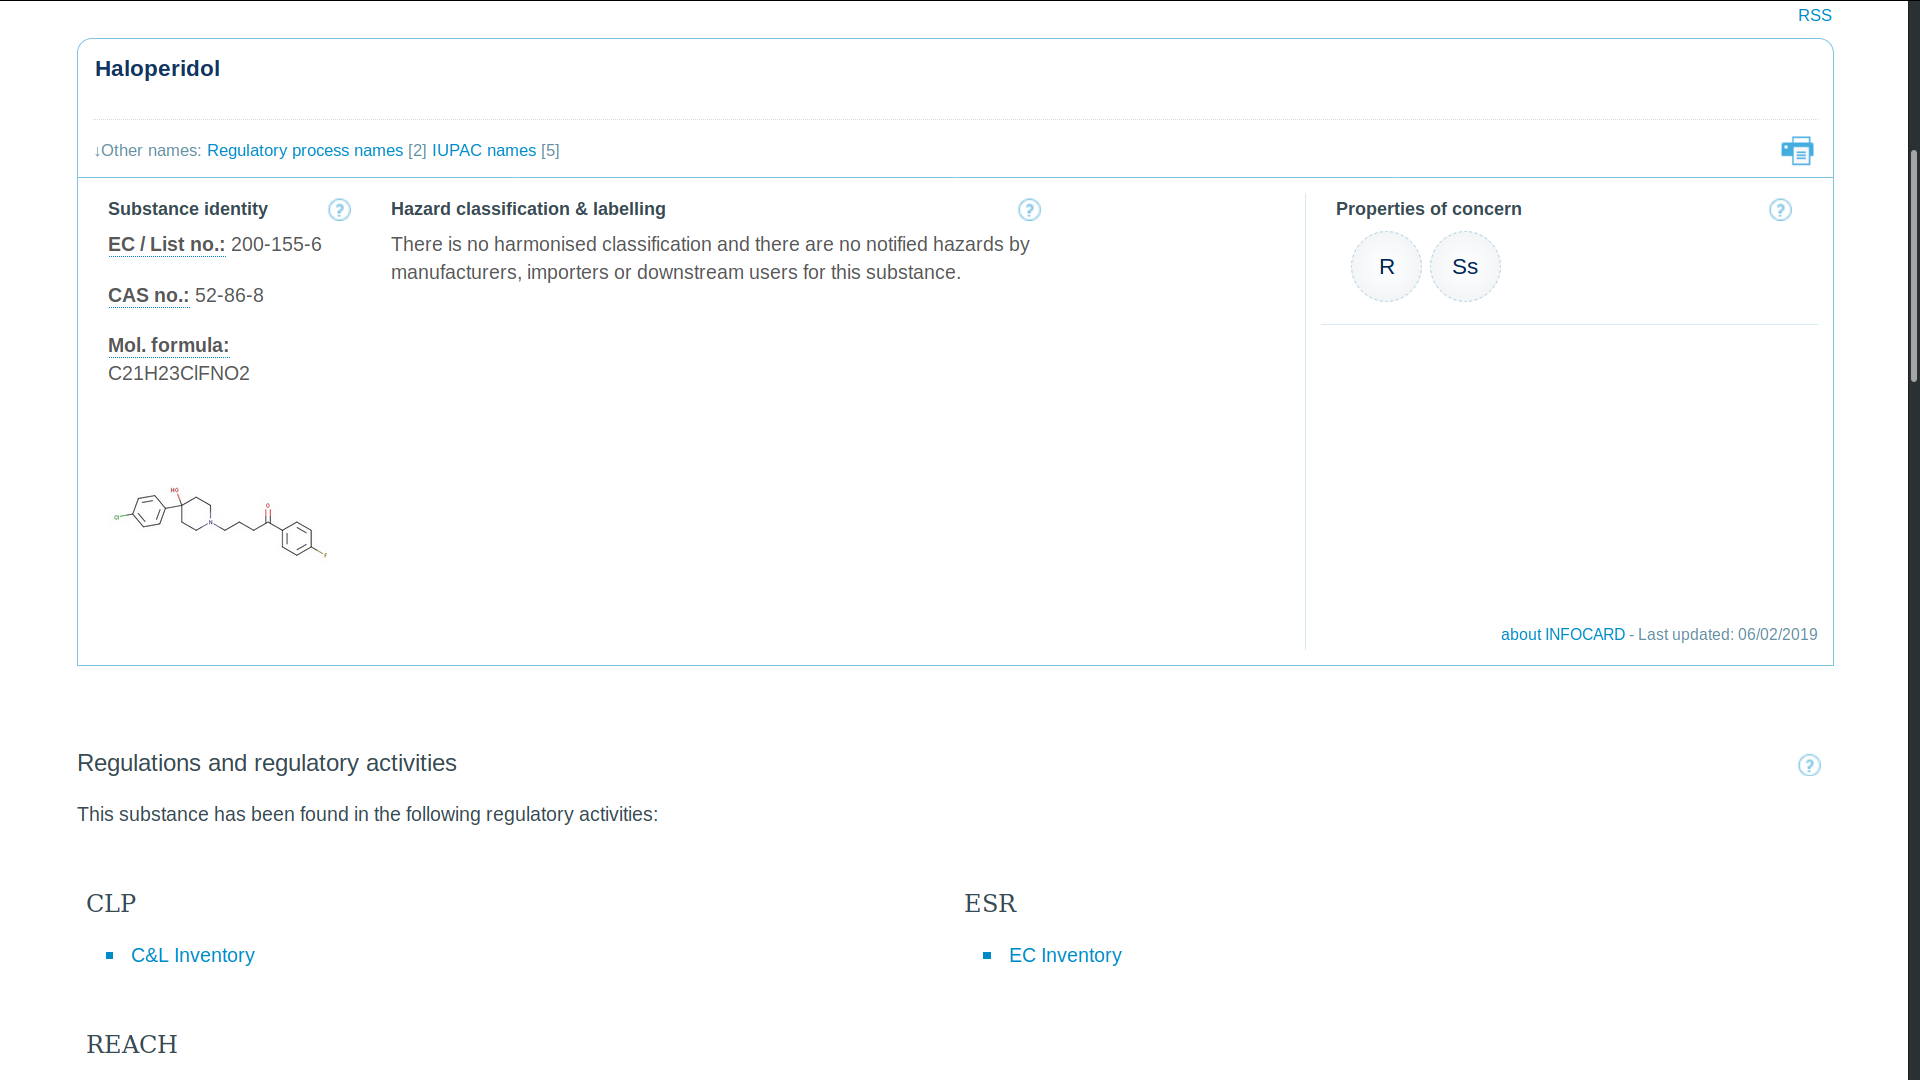 RSS
Haloperidol
↓Other names: Regulatory process names [2] IUPAC names [5]
Substance identity ?
EC / List no.: 200-155-6
CAS no.: 52-86-8
Mol. formula:
C21H23ClFNO2
Cl
HO
N
O
F
Hazard classification & labelling ?
There is no harmonised classification and there are no notified hazards by
manufacturers, importers or downstream users for this substance.
Properties of concern ?
R Ss
about INFOCARD - Last updated: 06/02/2019
Regulations and regulatory activities ?
This substance has been found in the following regulatory activities:
CLP
C&L Inventory
ESR
EC Inventory
REACH